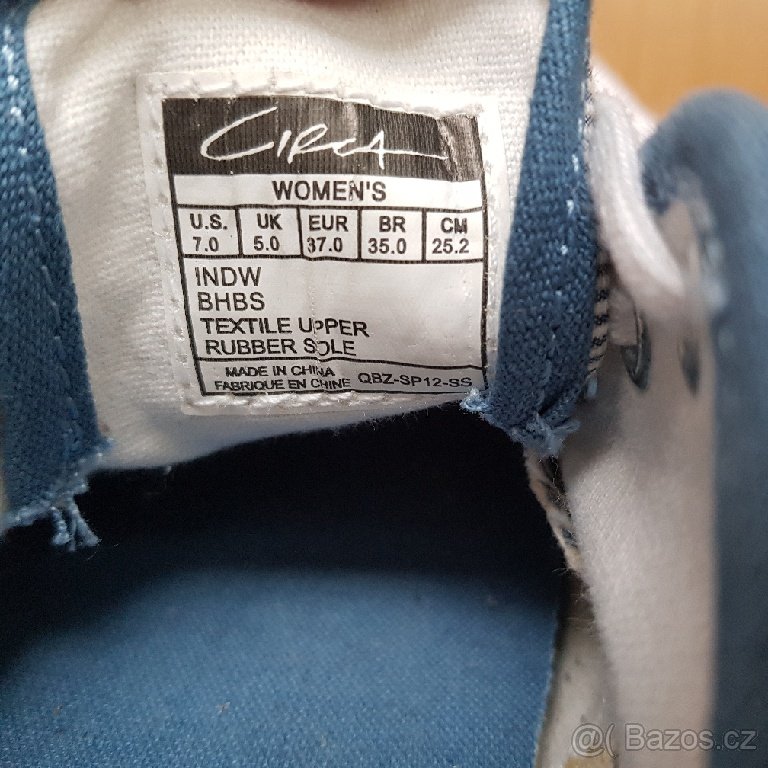 CIRCA
WOMEN'S
U.S. UK EUR BR CM
7.0 5.0 37.0 35.0 25.2
INDW
BHBS
TEXTILE UPPER
RUBBER SOLE
MADE IN CHINA
FABRIQUE EN CHINE QBZ-SP12-SS
@( Bazos.cz